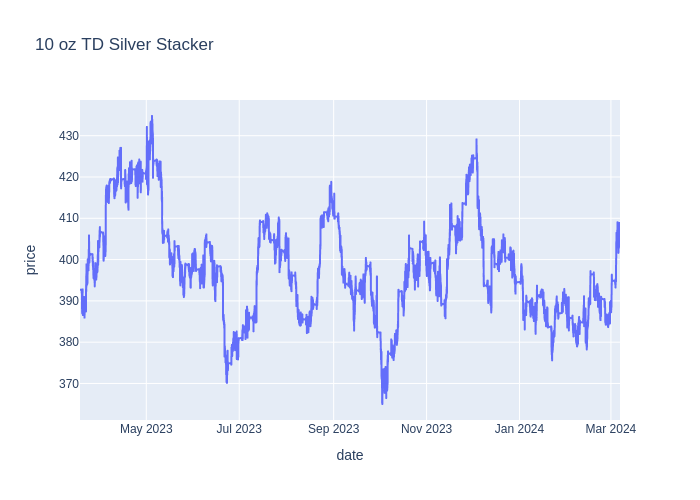 10 oz TD Silver Stacker
430
420
410
400
390
380
370
price
May 2023
Jul 2023
Sep 2023
Nov 2023
Jan 2024
Mar 2024
date